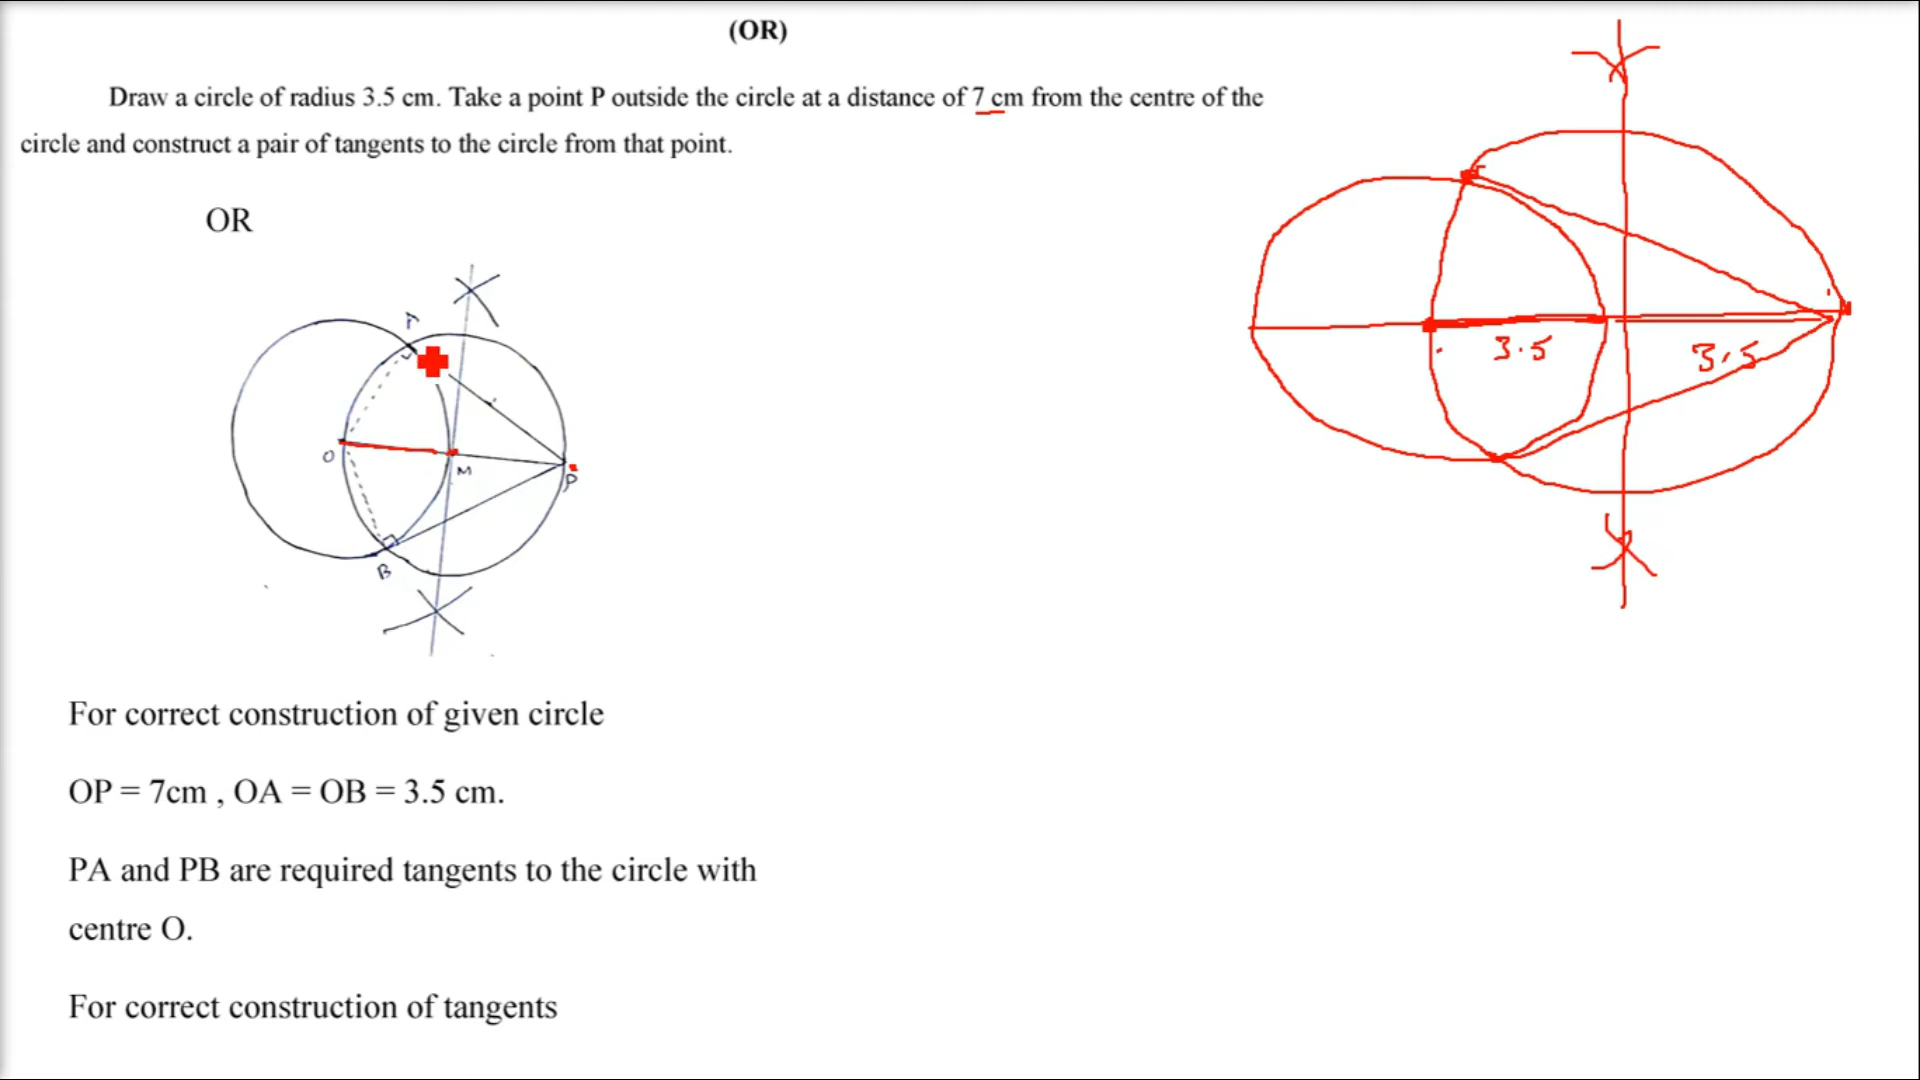 (OR)
Draw a circle of radius 3.5 cm. Take a point P outside the circle at a distance of 7 cm from the centre of the
circle and construct a pair of tangents to the circle from that point.
OR
O
M
P
B
3.5
3.5
For correct construction of given circle
OP = 7cm , OA = OB = 3.5 cm.
PA and PB are required tangents to the circle with
centre O.
For correct construction of tangents